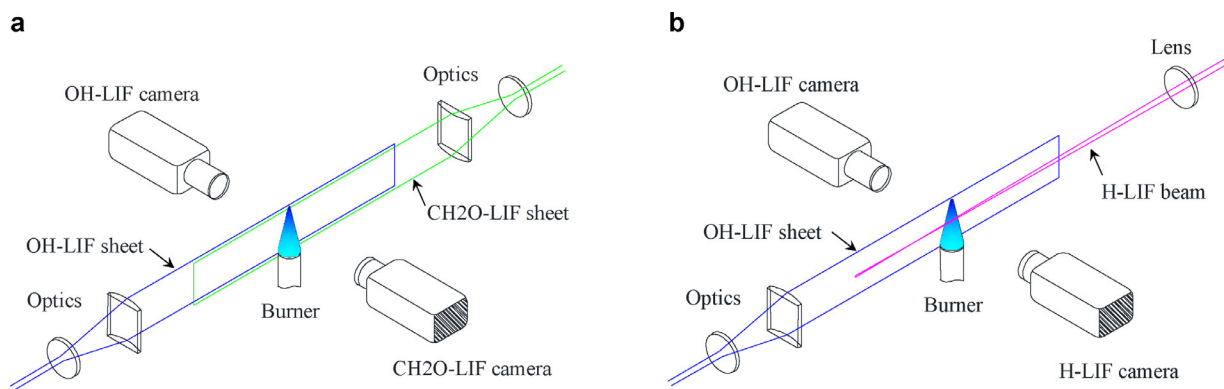 a
Optics
OH-LIF camera
CH2O-LIF sheet
OH-LIF sheet
Optics
Burner
CH2O-LIF camera
b
Lens
OH-LIF camera
H-LIF beam
OH-LIF sheet
Optics
Burner
H-LIF camera